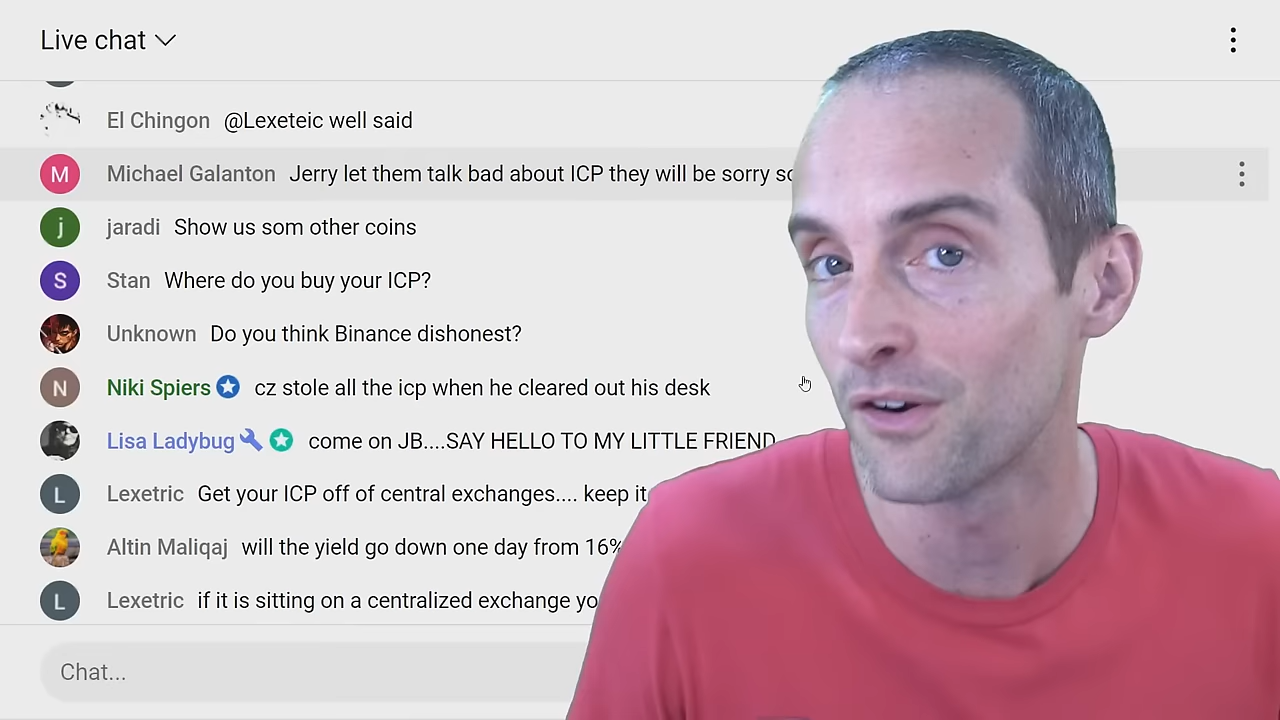 Live chat
El Chingon @Lexeteic well said
M Michael Galanton Jerry let them talk bad about ICP they will be sorry
j jaradi Show us som other coins
S Stan Where do you buy your ICP?
Unknown Do you think Binance dishonest?
N Niki Spiers cz stole all the icp when he cleared out his desk
Lisa Ladybug come on JB....SAY HELLO TO MY LITTLE FRIEND
L Lexetric Get your ICP off of central exchanges.... keep it
Altin Maliqaj will the yield go down one day from 16%
L Lexetric if it is sitting on a centralized exchange
Chat...